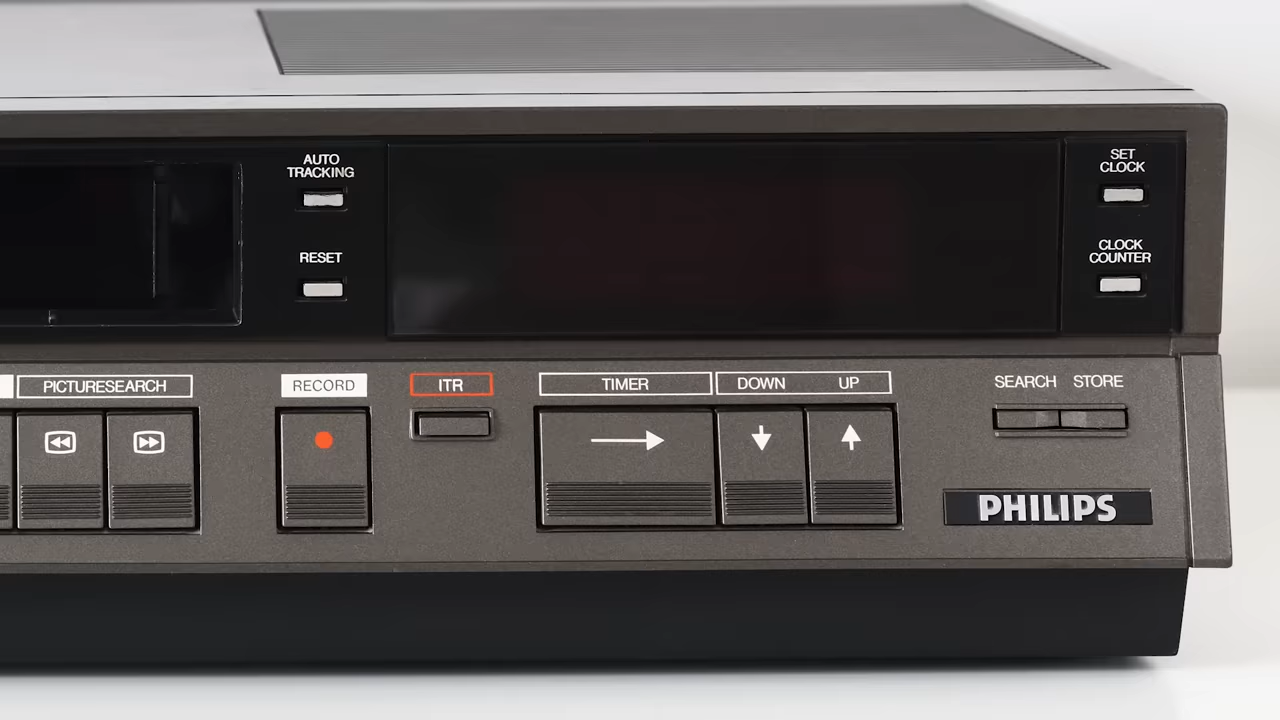 AUTO
TRACKING
SET
CLOCK
RESET
CLOCK
COUNTER
PICTURESEARCH
RECORD
ITR
TIMER
DOWN
UP
SEARCH
STORE
PHILIPS